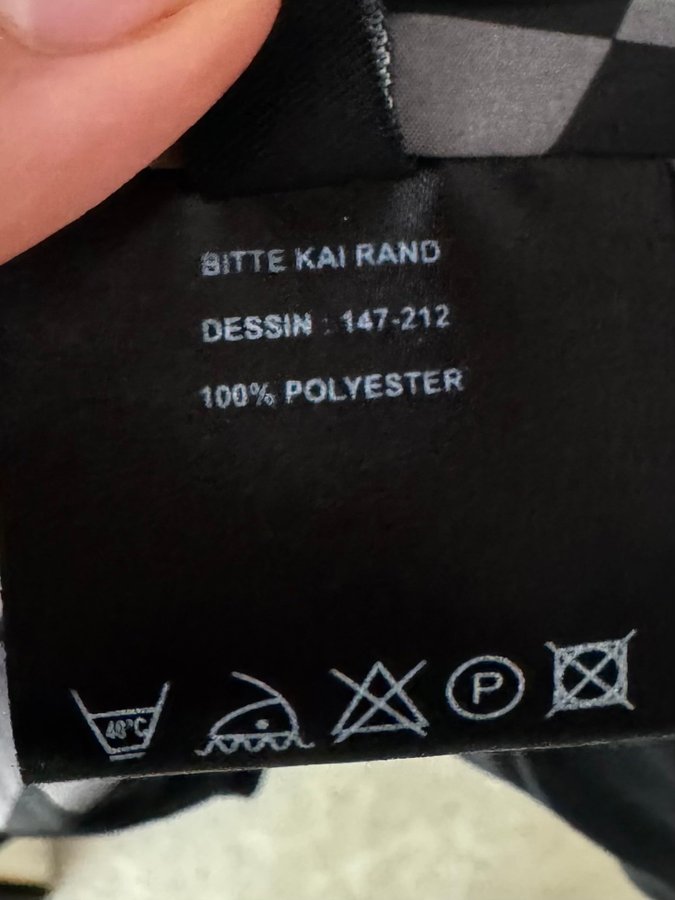 BITTE KAI RAND
DESSIN : 147-212
100% POLYESTER
40°C
P